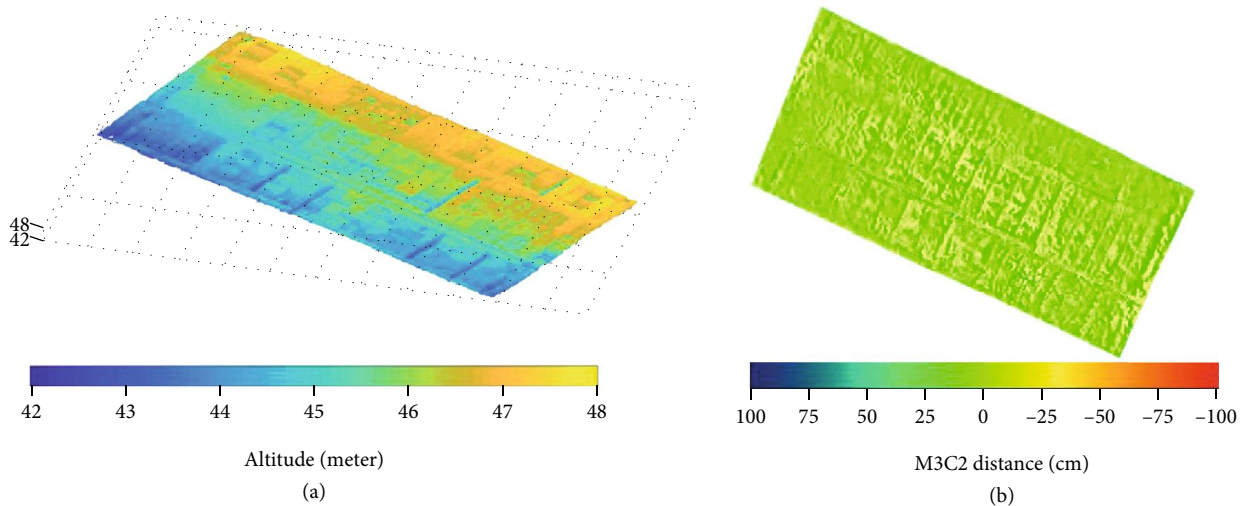 48
42
42 43 44 45 46 47 48
Altitude (meter)
(a)
100 75 50 25 0 –25 –50 –75 –100
M3C2 distance (cm)
(b)